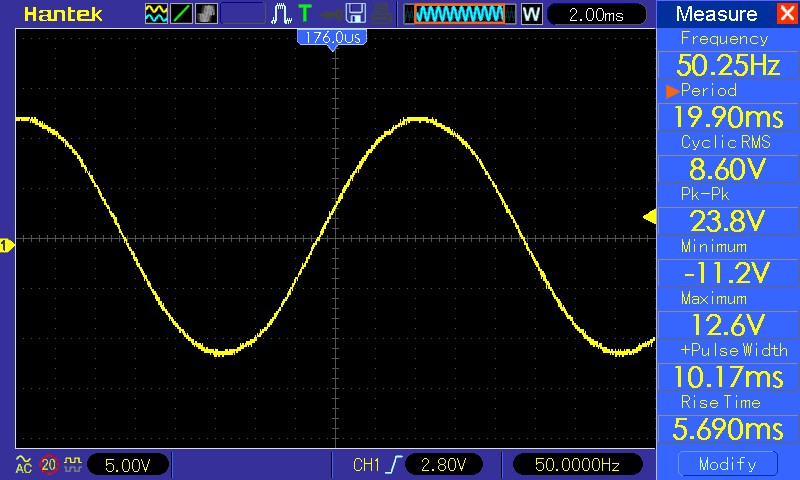 Hantek T W 2.00ms Measure
176.0us
Frequency
50.25Hz
Period
19.90ms
Cyclic RMS
8.60V
Pk-Pk
23.8V
Minimum
-11.2V
Maximum
12.6V
+Pulse Width
10.17ms
Rise Time
5.690ms
Modify
1
AC 20 5.00V CH1 2.80V 50.0000Hz